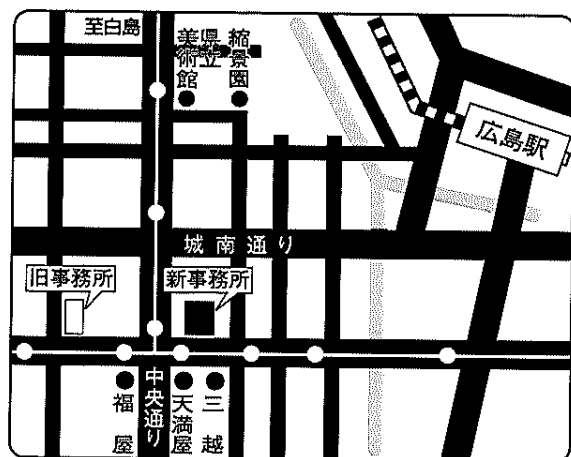 至白島
県立
美術館
縮景園
広島駅
城南通り
旧事務所
新事務所
中央通り
福屋
天満屋
三越